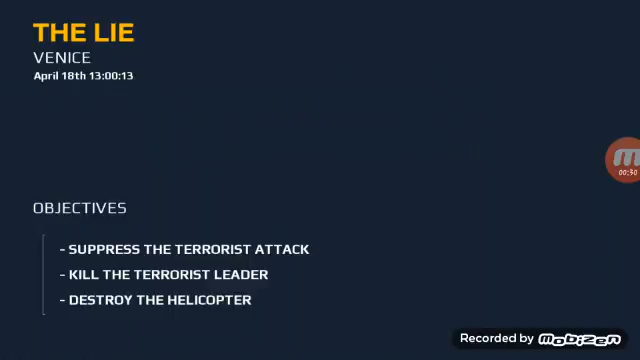 THE LIE
VENICE
April 18th 13:00:13
OBJECTIVES
- SUPPRESS THE TERRORIST ATTACK
- KILL THE TERRORIST LEADER
- DESTROY THE HELICOPTER
00:50
Recorded by Mobizen